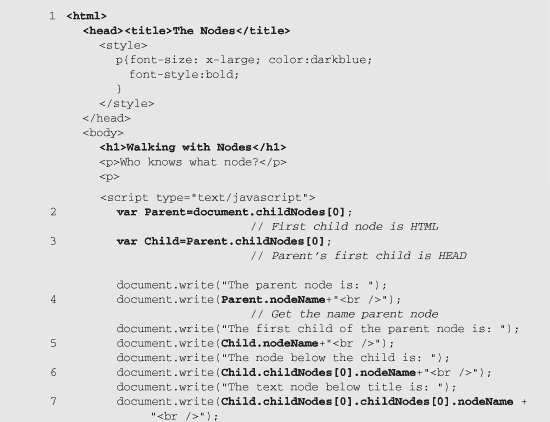 1 <html>
<head><title>The Nodes</title>
<style>
p{font-size: x-large; color:darkblue;
font-style:bold;
}
</style>
</head>
<body>
<h1>Walking with Nodes</h1>
<p>Who knows what node?</p>
<p>
<script type="text/javascript">
2 var Parent=document.childNodes[0];
// First child node is HTML
3 var Child=Parent.childNodes[0];
// Parent's first child is HEAD
document.write("The parent node is: ");
4 document.write(Parent.nodeName+"<br />");
// Get the name parent node
document.write("The first child of the parent node is: ");
5 document.write(Child.nodeName+"<br />");
document.write("The node below the child is: ");
6 document.write(Child.childNodes[0].nodeName+"<br />");
document.write("The text node below title is: ");
7 document.write(Child.childNodes[0].childNodes[0].nodeName +
"<br />");